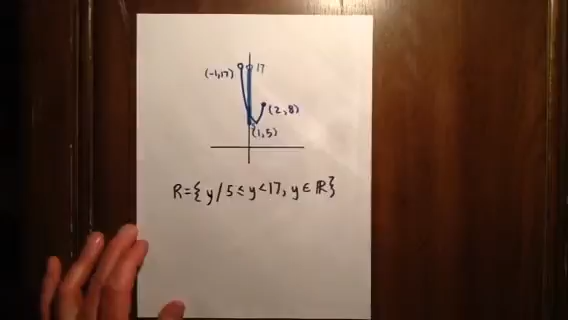 17
(-1,17)
(2,8)
(1,5)
R={y/5≤y<17, y∈ℝ}